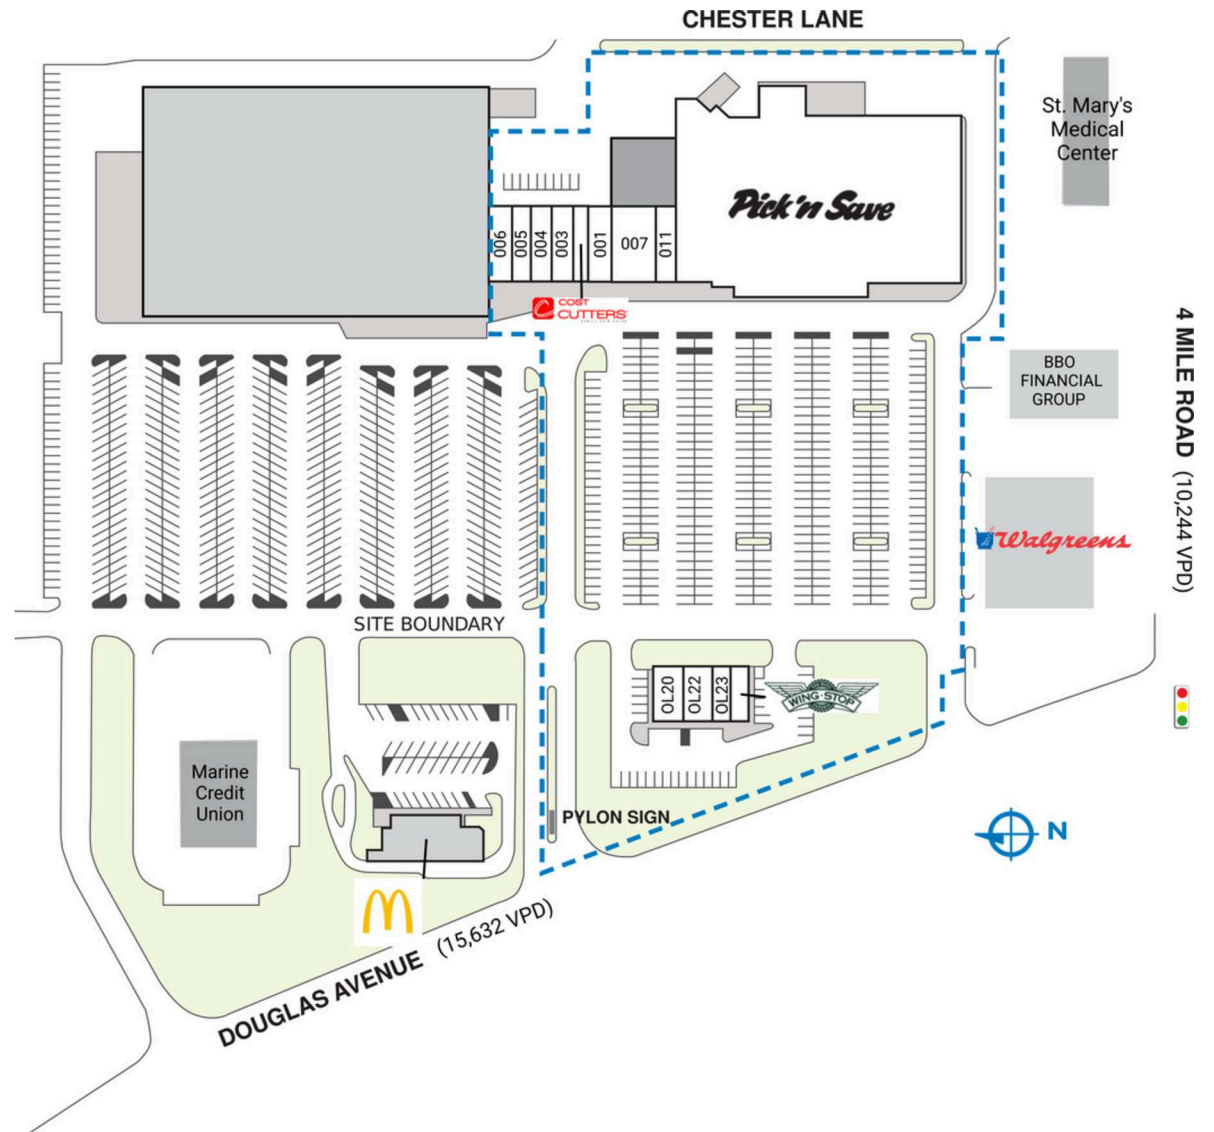 CHESTER LANE
St. Mary's
Medical
Center
Pick'n Save
006
005
004
003
001
007
011
COST
CUTTERS
4 MILE ROAD (10,244 VPD)
BBO
FINANCIAL
GROUP
Walgreens
SITE BOUNDARY
OL20
OL22
OL23
WING·STOP
Marine
Credit
Union
PYLON SIGN
N
DOUGLAS AVENUE (15,632 VPD)